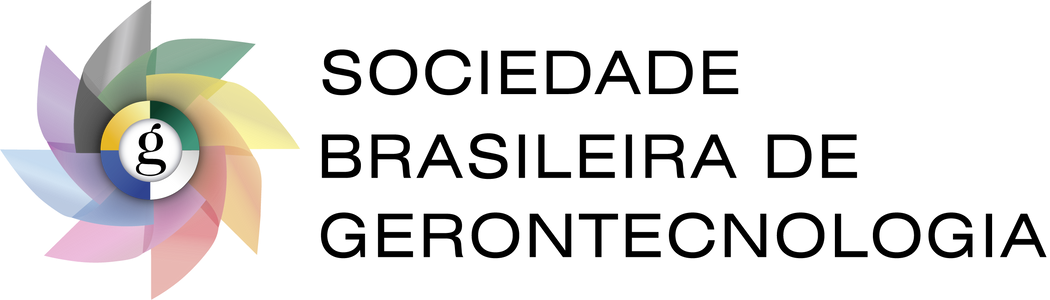 g
SOCIEDADE
BRASILEIRA DE
GERONTECNOLOGIA